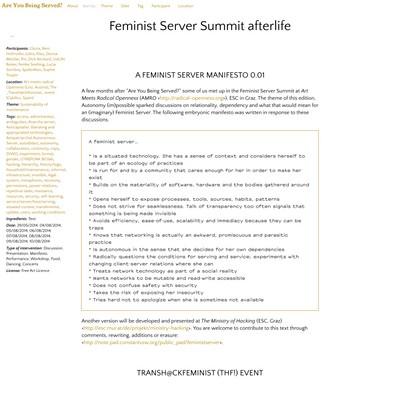 Are You Being Served?
About
Date
Tag
Participant
Location
Feminist Server Summit afterlife
Participants:
Location:
Theme: Sustainability of
maintenance
Tags: access, adminwomen,
Ingredients: Text
Date:
Type of intervention: Discussion,
Presentation, Manifesto,
Performance, Workshop, Food,
Dancing, Concerts
License: Free Art Licence
A FEMINIST SERVER MANIFESTO 0.01
A few months after "Are You Being Served?" some of us met up in the Feminist Server Summit at Art
Meets Radical Openness (AMRO <http://radical-openness.org>), ESC in Graz. The theme of this edition,
Autonomy (im)possible sparked discussions on relationality, dependency and what that would mean for
an (imaginary) Feminist Server. The following embryonic manifesto was written in response to these
discussions.
A feminist server...
* Is a situated technology. She has a sense of context and considers herself to
be part of an ecology of practices
* Is run for and by a community that cares enough for her in order to make her
exist
* Builds on the materiality of software, hardware and the bodies gathered around
it
* Opens herself to expose processes, tools, sources, habits, patterns
* Does not strive for seamlessness. Talk of transparency too often signals that
something is being made invisible
* Avoids efficiency, ease-of-use, scalability and immediacy because they can be
traps
* Knows that networking is actually an awkward, promiscuous and parasitic
practice
* Is autonomous in the sense that she decides for her own dependencies
* Radically questions the conditions for serving and service; experiments with
changing client-server relations where she can
* Treats network technology as part of a social reality
* Wants networks to be mutable and read-write accessible
* Does not confuse safety with security
* Takes the risk of exposing her insecurity
* Tries hard not to apologize when she is sometimes not available
Another version will be developed and presented at The Ministry of Hacking (ESC, Graz)
<http://esc.mur.at/de/projekt/ministry-hacking>. You are welcome to contribute to this text through
comments, rewriting, additions or erasure:
<http://note.pad.constantvzw.org/public_pad/feministserver>.
TRANSH@CKFEMINIST (THF!) EVENT